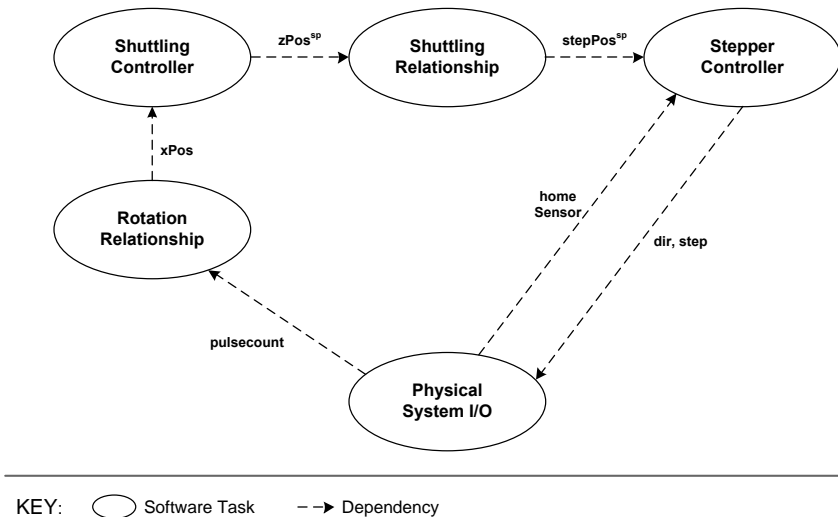 Shuttling
Controller
zPos^sp
Shuttling
Relationship
stepPos^sp
Stepper
Controller
xPos
Rotation
Relationship
home
Sensor
dir, step
pulsecount
Physical
System I/O
KEY:
Software Task
Dependency